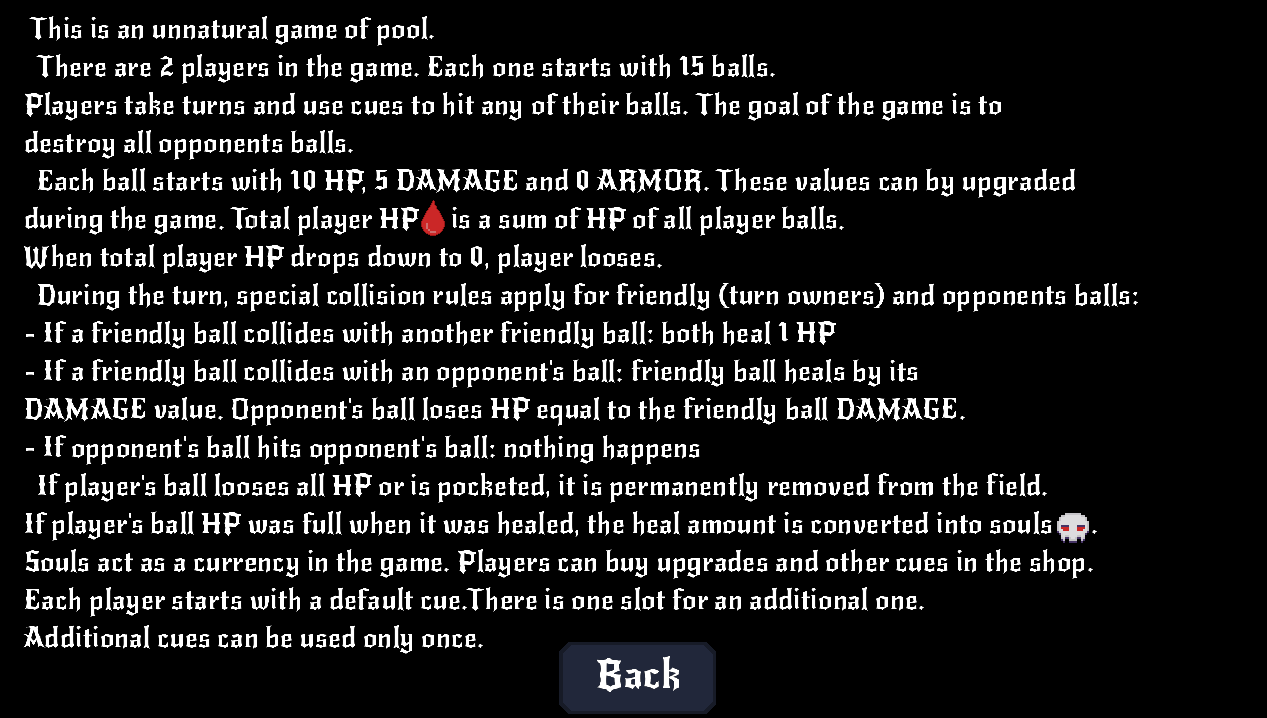 This is an unnatural game of pool.
There are 2 players in the game. Each one starts with 15 balls.
Players take turns and use cues to hit any of their balls. The goal of the game is to
destroy all opponents balls.
Each ball starts with 10 HP, 5 DAMAGE and 0 ARMOR. These values can by upgraded
during the game. Total player HP is a sum of HP of all player balls.
When total player HP drops down to 0, player looses.
During the turn, special collision rules apply for friendly (turn owners) and opponents balls:
- If a friendly ball collides with another friendly ball: both heal 1 HP
- If a friendly ball collides with an opponent's ball: friendly ball heals by its
DAMAGE value. Opponent's ball loses HP equal to the friendly ball DAMAGE.
- If opponent's ball hits opponent's ball: nothing happens
If player's ball looses all HP or is pocketed, it is permanently removed from the field.
If player's ball HP was full when it was healed, the heal amount is converted into souls.
Souls act as a currency in the game. Players can buy upgrades and other cues in the shop.
Each player starts with a default cue.There is one slot for an additional one.
Additional cues can be used only once.
Back